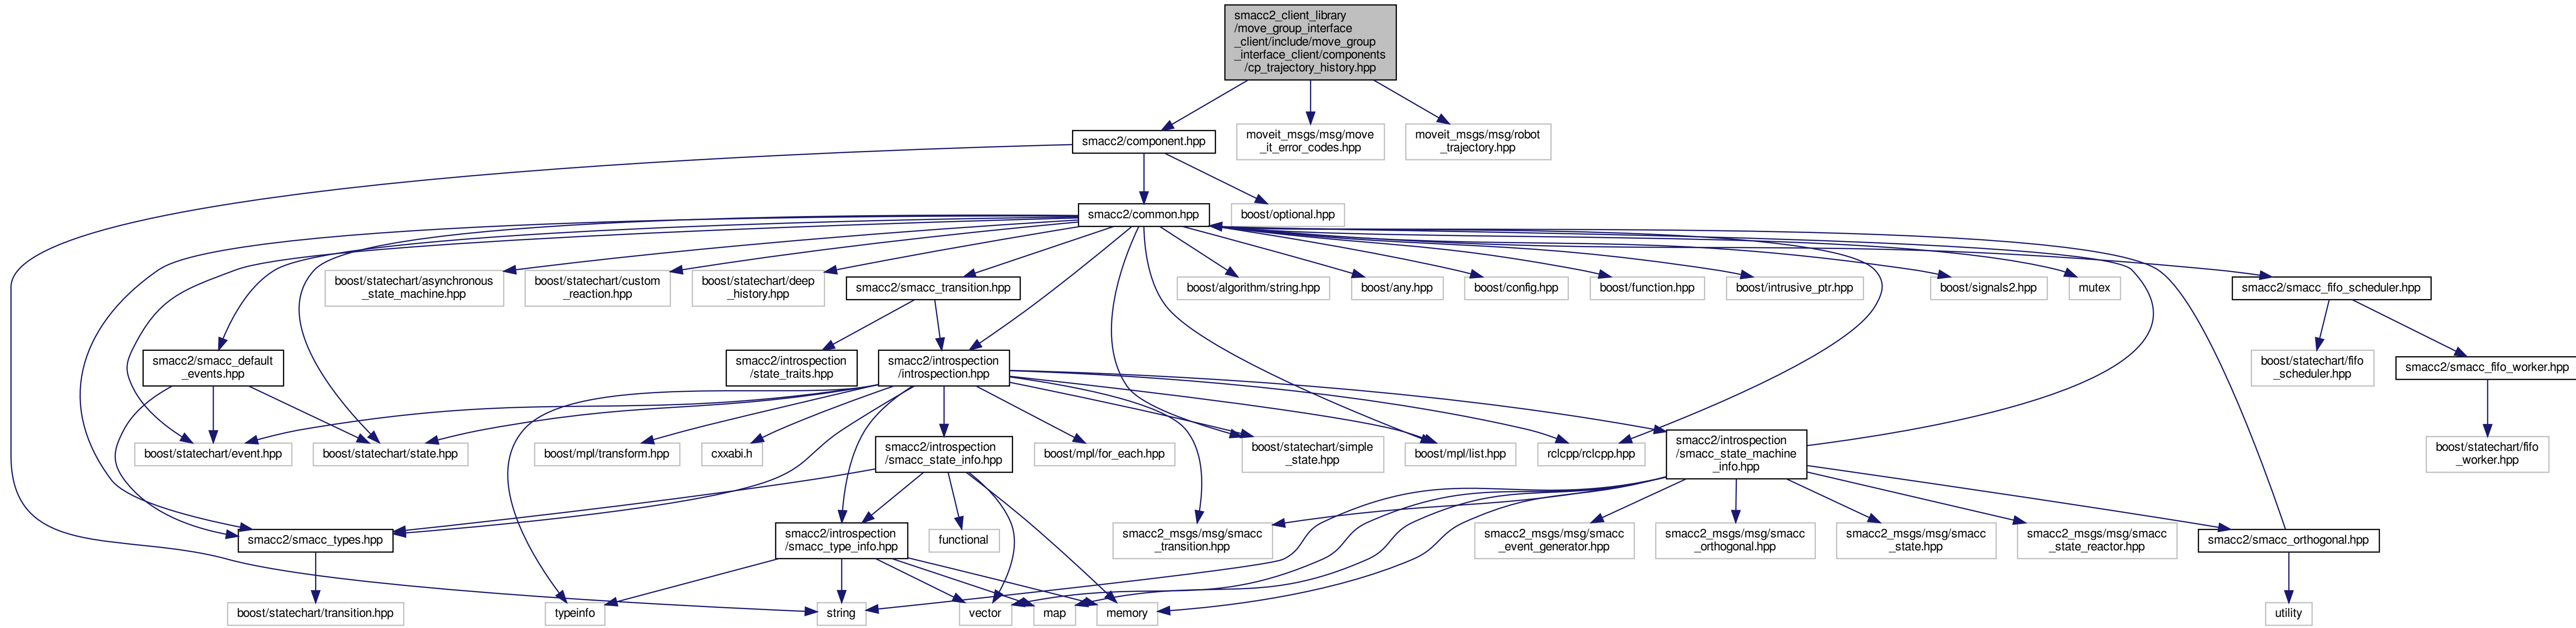 smacc2_client_library
/move_group_interface
_client/include/move_group
_interface_client/components
/cp_trajectory_history.hpp
smacc2/component.hpp
moveit_msgs/msg/move
_it_error_codes.hpp
moveit_msgs/msg/robot
_trajectory.hpp
smacc2/common.hpp
boost/optional.hpp
boost/statechart/asynchronous
_state_machine.hpp
boost/statechart/custom
_reaction.hpp
boost/statechart/deep
_history.hpp
smacc2/smacc_transition.hpp
boost/algorithm/string.hpp
boost/any.hpp
boost/config.hpp
boost/function.hpp
boost/intrusive_ptr.hpp
boost/signals2.hpp
mutex
smacc2/smacc_fifo_scheduler.hpp
smacc2/smacc_default
_events.hpp
smacc2/introspection
/state_traits.hpp
smacc2/introspection
/introspection.hpp
boost/statechart/fifo
_scheduler.hpp
smacc2/smacc_fifo_worker.hpp
boost/statechart/event.hpp
boost/statechart/state.hpp
boost/mpl/transform.hpp
cxxabi.h
smacc2/introspection
/smacc_state_info.hpp
boost/mpl/for_each.hpp
boost/statechart/simple
_state.hpp
boost/mpl/list.hpp
rclcpp/rclcpp.hpp
smacc2/introspection
/smacc_state_machine
_info.hpp
boost/statechart/fifo
_worker.hpp
smacc2/smacc_types.hpp
smacc2/introspection
/smacc_type_info.hpp
functional
smacc2_msgs/msg/smacc
_transition.hpp
smacc2_msgs/msg/smacc
_event_generator.hpp
smacc2_msgs/msg/smacc
_orthogonal.hpp
smacc2_msgs/msg/smacc
_state.hpp
smacc2_msgs/msg/smacc
_state_reactor.hpp
smacc2/smacc_orthogonal.hpp
boost/statechart/transition.hpp
typeinfo
string
vector
map
memory
utility